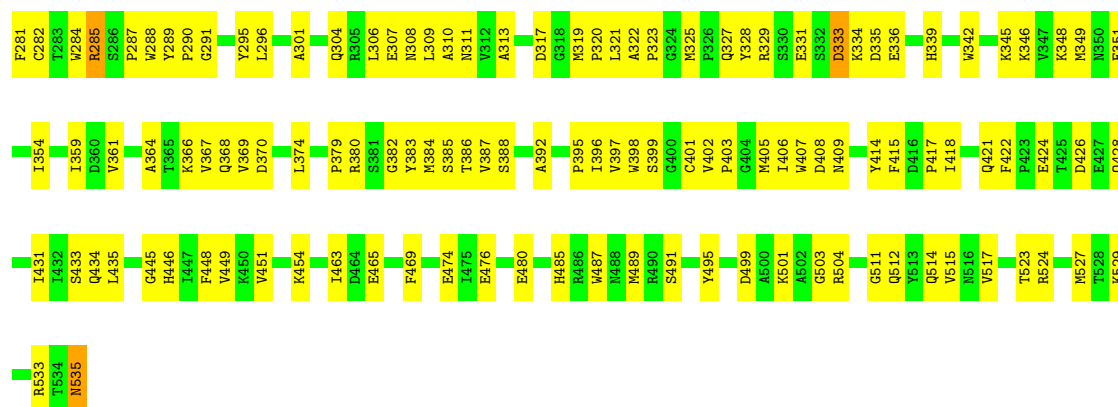 F281 C282 T283 W284 R285 S286 P287 W288 Y289 P290 G291 Y295 L296 A301 Q304 R305 L306 E307 N308 L309 A310 N311 V312 A313 D317 G318 M319 P320 L321 A322 P323 G324 M325 P326 Q327 Y328 R329 S330 E331 S332 D333 K334 D335 E336 H339 W342 K345 K346 V347 K348 M349 N350 E351
I354 I359 D360 V361 A364 T365 K366 V367 Q368 V369 D370 L374 P379 R380 S381 G382 Y383 M384 S385 T386 V387 S388 A392 P395 I396 V397 W398 S399 G400 C401 V402 P403 G404 M405 I406 W407 D408 N409 Y414 F415 D416 P417 I418 Q421 F422 P423 E424 T425 D426 E427
I431 I432 S433 Q434 L435 G445 H446 I447 F448 V449 K450 V451 K454 I463 D464 E465 F469 E474 I475 E476 E480 H485 R486 W487 N488 M489 R490 S491 Y495 D499 A500 K501 A502 G503 R504 G511 Q512 Y513 Q514 V515 N516 V517 T523 R524 M527 T528 K529
R533 T534 N535